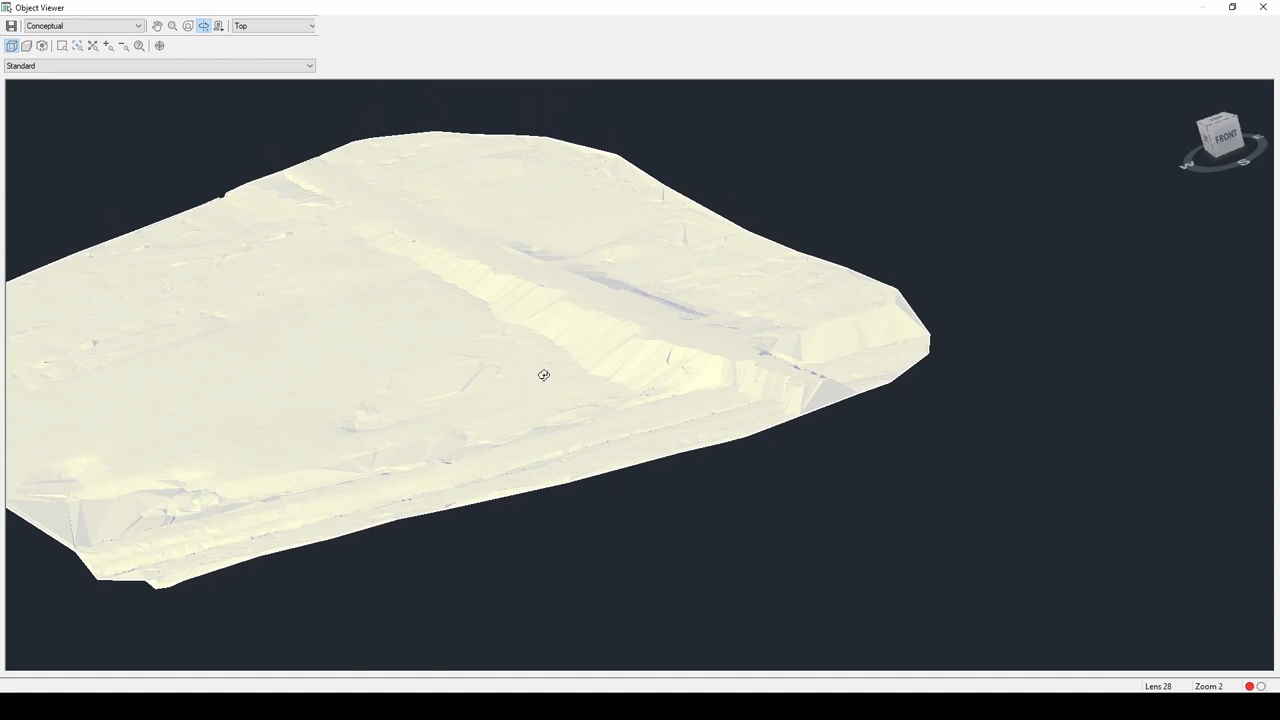 Object Viewer
Conceptual
Top
Standard
FRONT
W
S
E
Lens 28
Zoom 2